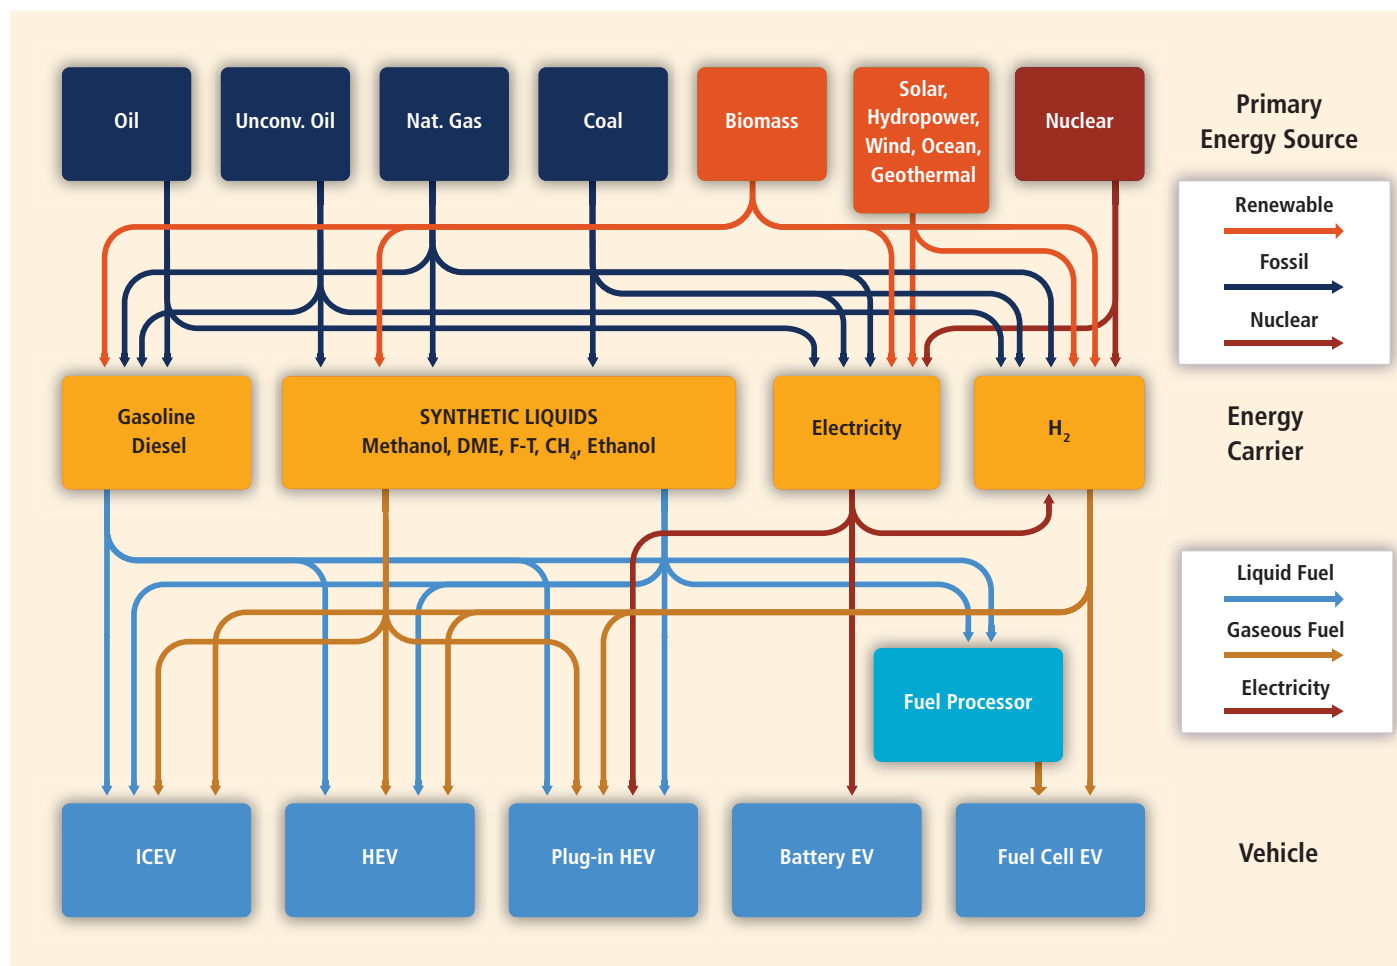 Oil
Unconv. Oil
Nat. Gas
Coal
Biomass
Solar,
Hydropower,
Wind, Ocean,
Geothermal
Nuclear
Primary
Energy Source
Renewable
Fossil
Nuclear
Gasoline
Diesel
SYNTHETIC LIQUIDS
Methanol, DME, F-T, CH4, Ethanol
Electricity
H2
Energy
Carrier
Liquid Fuel
Gaseous Fuel
Electricity
Fuel Processor
ICEV
HEV
Plug-in HEV
Battery EV
Fuel Cell EV
Vehicle